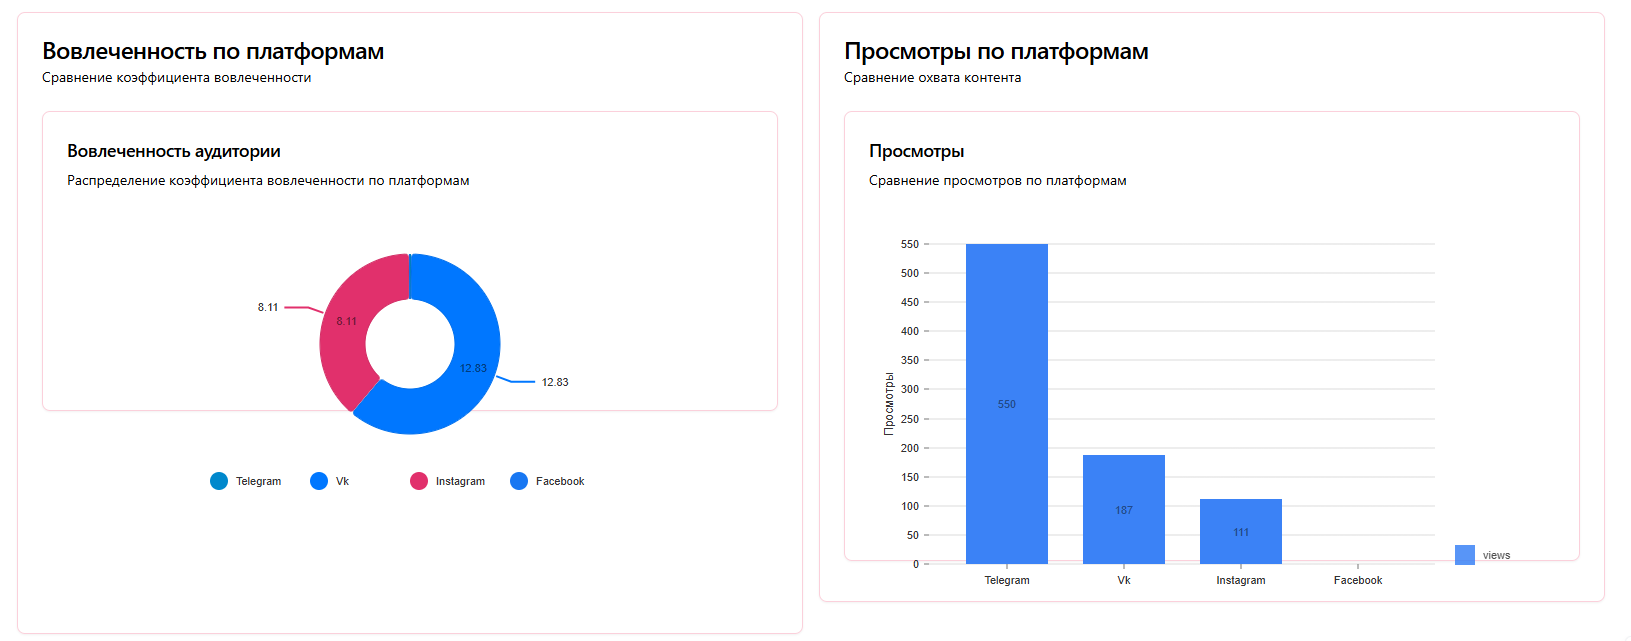 Вовлеченность по платформам
Сравнение коэффициента вовлеченности
Вовлеченность аудитории
Распределение коэффициента вовлеченности по платформам
8.11
8.11
12.83
12.83
Telegram
Vk
Instagram
Facebook
Просмотры по платформам
Сравнение охвата контента
Просмотры
Сравнение просмотров по платформам
550
500
450
400
350
300
250
200
150
100
50
0
Просмотры
550
187
111
Telegram
Vk
Instagram
Facebook
views